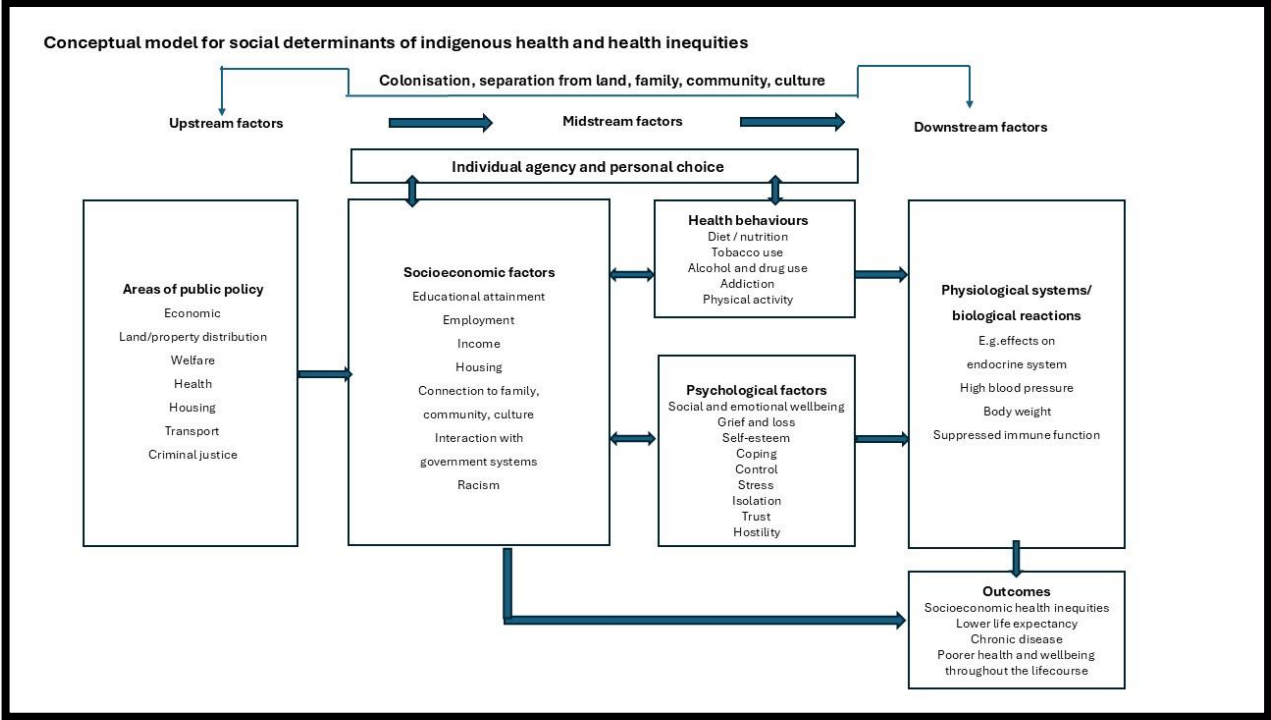 Conceptual model for social determinants of indigenous health and health inequities
Colonisation, separation from land, family, community, culture
Upstream factors
Midstream factors
Downstream factors
Individual agency and personal choice
Areas of public policy
Economic
Land/property distribution
Welfare
Health
Housing
Transport
Criminal justice
Socioeconomic factors
Educational attainment
Employment
Income
Housing
Connection to family,
community, culture
Interaction with
government systems
Racism
Health behaviours
Diet / nutrition
Tobacco use
Alcohol and drug use
Addiction
Physical activity
Psychological factors
Social and emotional wellbeing
Grief and loss
Self-esteem
Coping
Control
Stress
Isolation
Trust
Hostility
Physiological systems/
biological reactions
E.g.effects on
endocrine system
High blood pressure
Body weight
Suppressed immune function
Outcomes
Socioeconomic health inequities
Lower life expectancy
Chronic disease
Poorer health and wellbeing
throughout the lifecourse